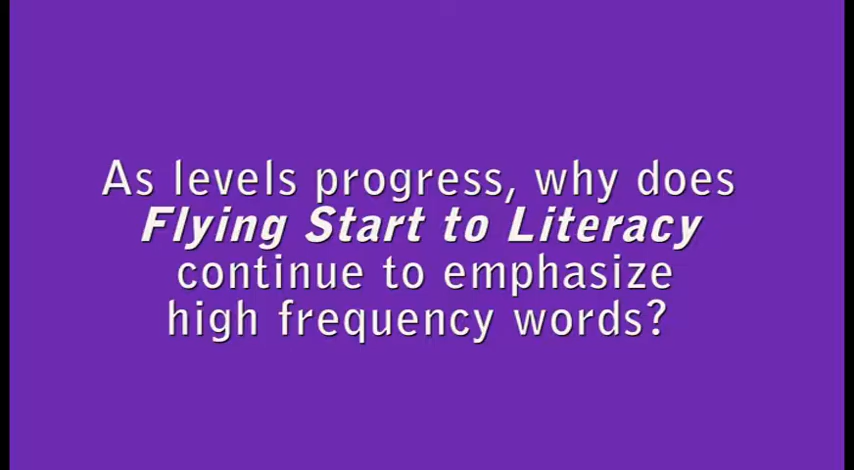 As levels progress, why does
Flying Start to Literacy
continue to emphasize
high frequency words?